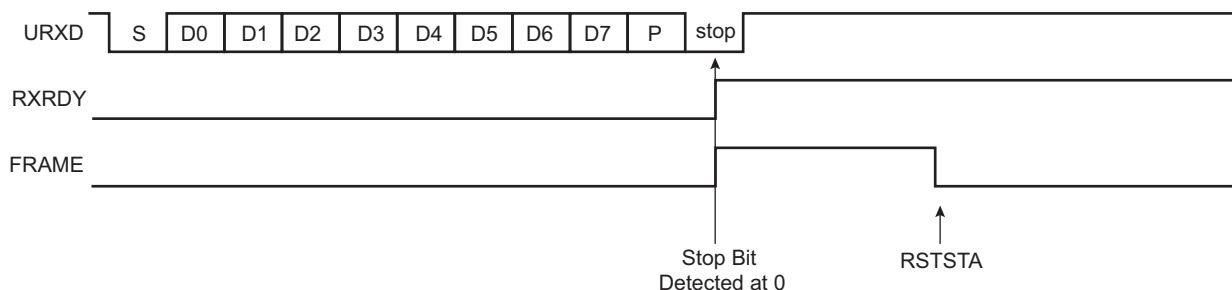 URXD S D0 D1 D2 D3 D4 D5 D6 D7 P stop
RXRDY
FRAME
Stop Bit
Detected at 0
RSTSTA